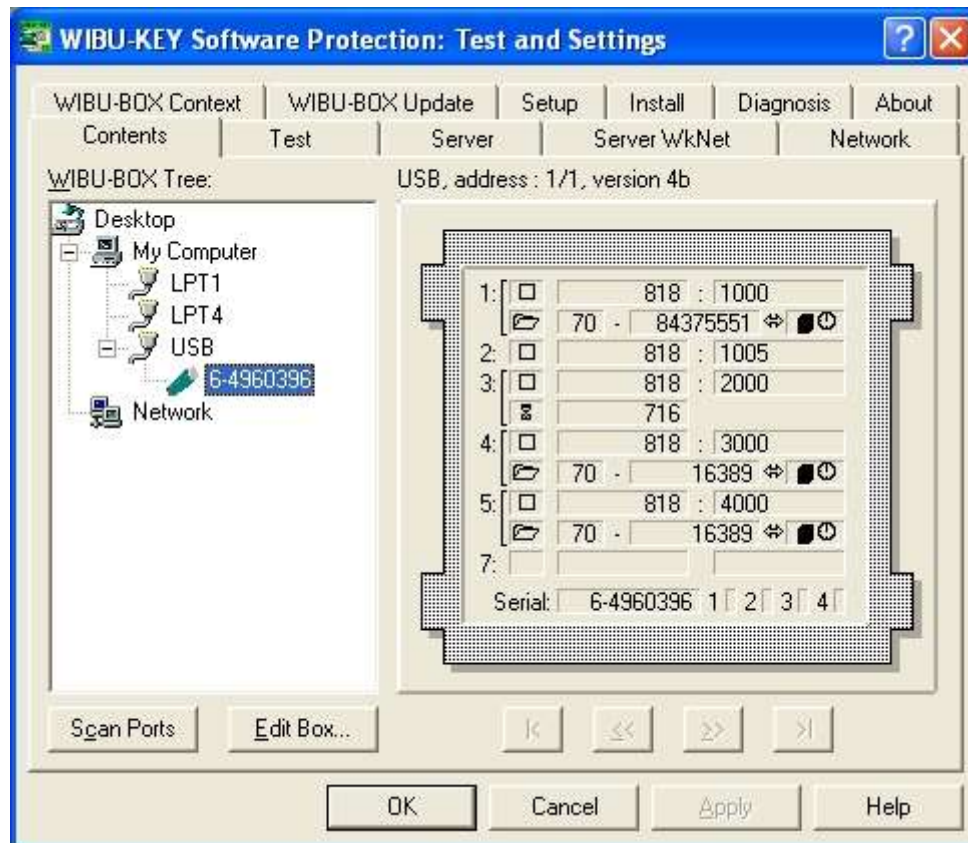 WIBU-KEY Software Protection: Test and Settings
WIBU-BOX Context WIBU-BOX Update Setup Install Diagnosis About
Contents Test Server Server WkNet Network
WIBU-BOX Tree: USB, address : 1/1, version 4b
Desktop
My Computer
LPT1
LPT4
USB
6-4960396
Network
1: 818 : 1000
70 - 84375551
2: 818 : 1005
3: 818 : 2000
716
4: 818 : 3000
70 - 16389
5: 818 : 4000
70 - 16389
7:
Serial: 6-4960396 1 2 3 4
Scan Ports Edit Box... |< << >> >|
OK Cancel Apply Help